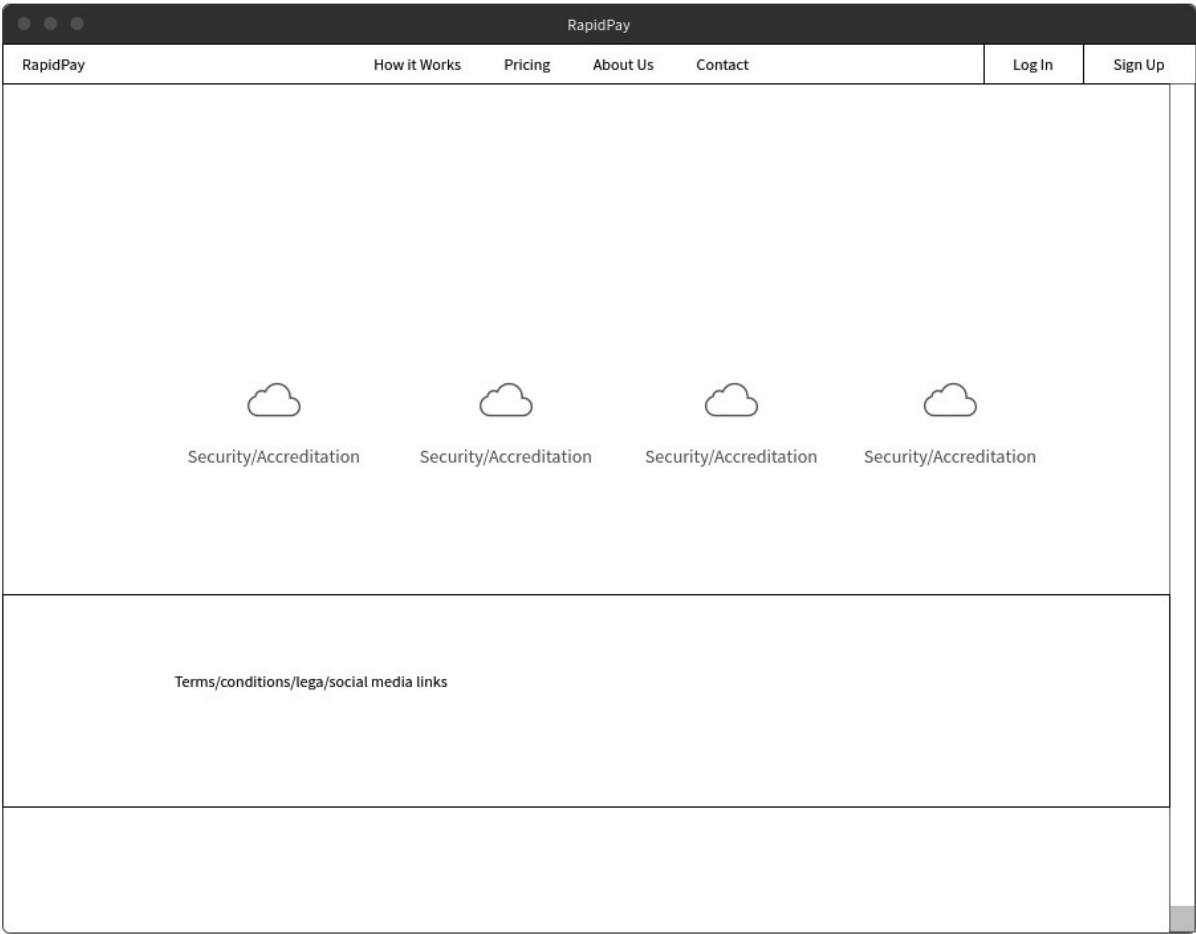 RapidPay
RapidPay How it Works Pricing About Us Contact Log In Sign Up
Security/Accreditation Security/Accreditation Security/Accreditation Security/Accreditation
Terms/conditions/lega/social media links